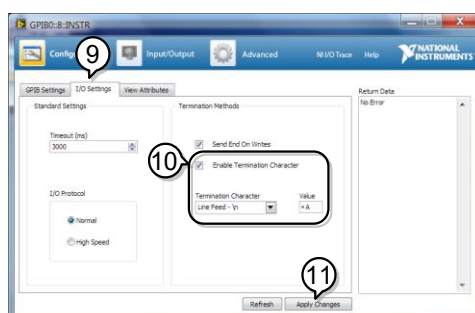 GPIB0::8::INSTR
Config
9
Input/Output
Advanced
NI I/O Trace
Help
NATIONAL
INSTRUMENTS
GPIB Settings
I/O Settings
View Attributes
Return Data
No Error
Standard Settings
Termination Methods
Timeout (ms)
3000
Send End On Writes
10
Enable Termination Character
I/O Protocol
Termination Character
Value
Line Feed - \n
Normal
High Speed
11
Refresh
Apply Changes